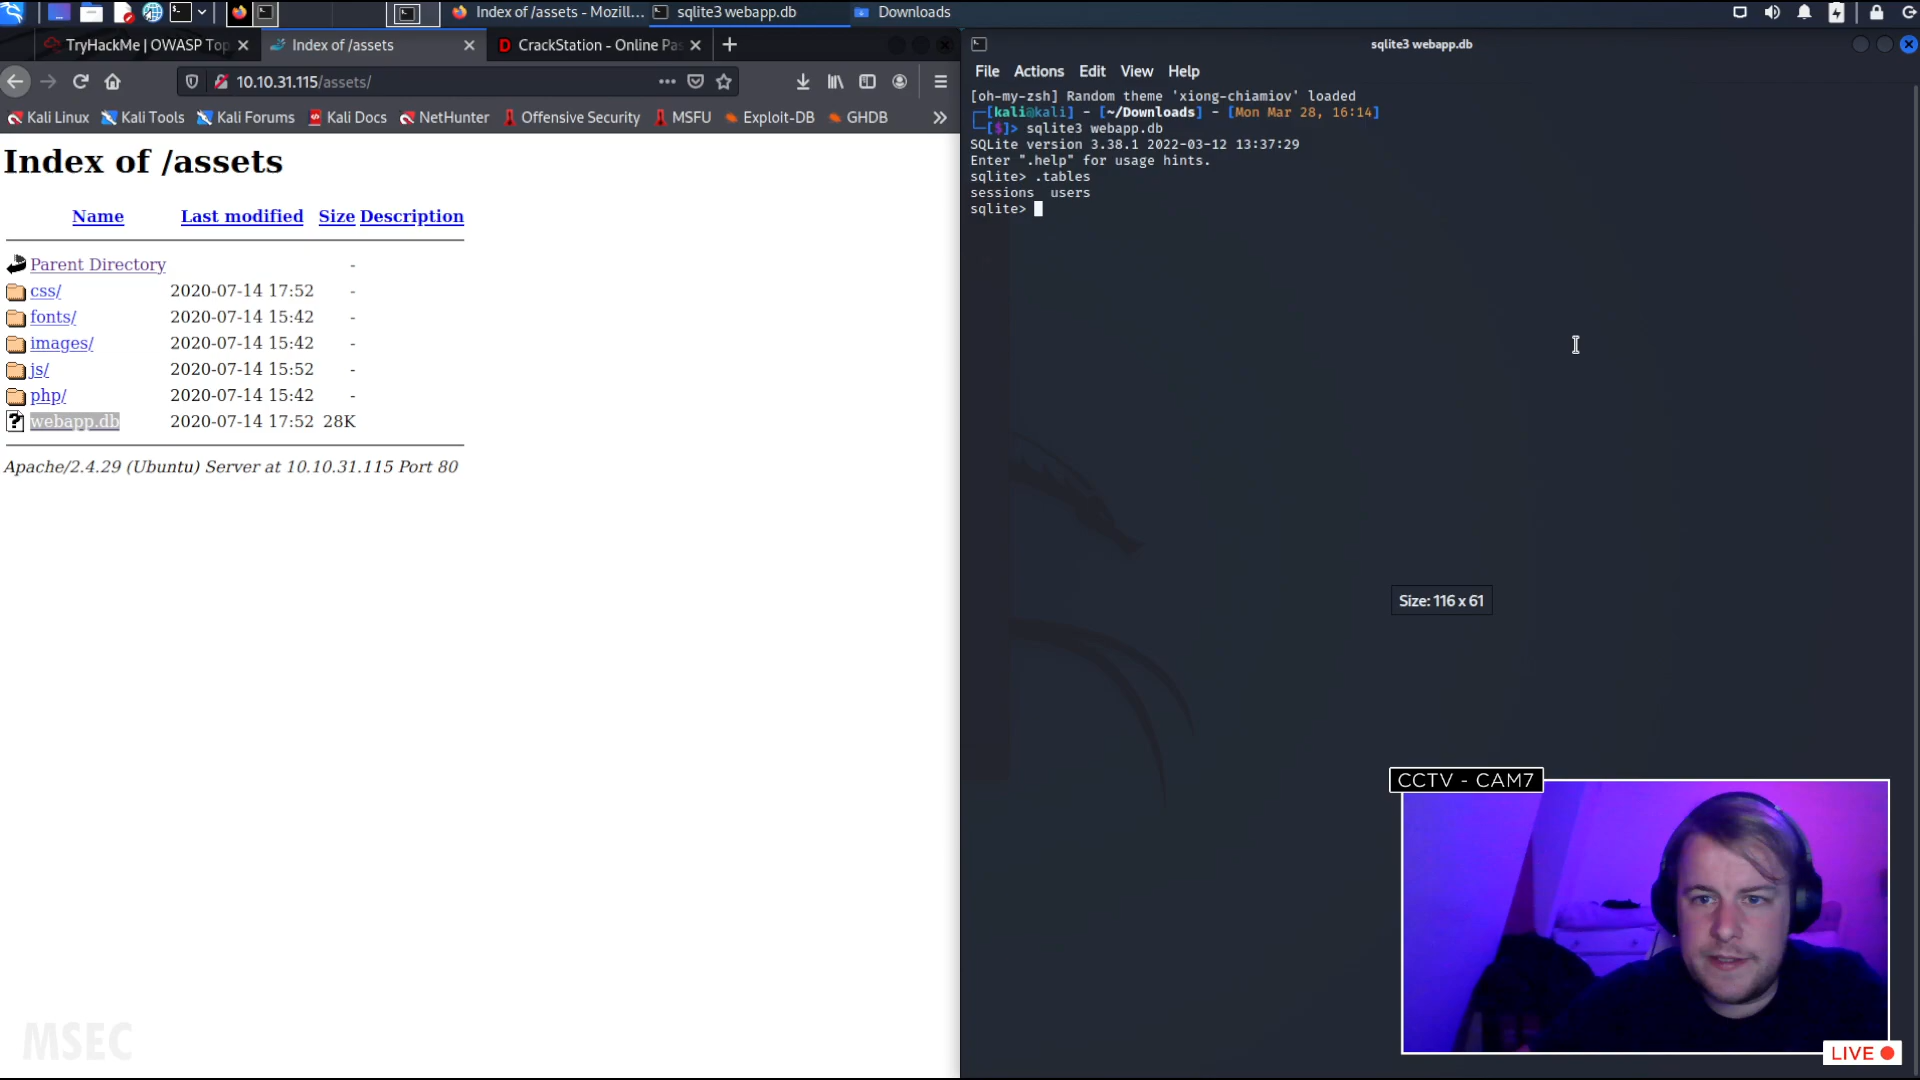 Index of /assets - Mozill...
sqlite3 webapp.db
Downloads
TryHackMe | OWASP Top
Index of /assets
CrackStation - Online Pas
10.10.31.115/assets/
Kali Linux
Kali Tools
Kali Forums
Kali Docs
NetHunter
Offensive Security
MSFU
Exploit-DB
GHDB
Index of /assets
Name Last modified Size Description
Parent Directory -
css/ 2020-07-14 17:52 -
fonts/ 2020-07-14 15:42 -
images/ 2020-07-14 15:42 -
js/ 2020-07-14 15:52 -
php/ 2020-07-14 15:42 -
webapp.db 2020-07-14 17:52 28K
Apache/2.4.29 (Ubuntu) Server at 10.10.31.115 Port 80
MSEC
sqlite3 webapp.db
File Actions Edit View Help
[oh-my-zsh] Random theme 'xiong-chiamiov' loaded
[kali@kali] - [~/Downloads] - [Mon Mar 28, 16:14]
[$]> sqlite3 webapp.db
SQLite version 3.38.1 2022-03-12 13:37:29
Enter ".help" for usage hints.
sqlite> .tables
sessions users
sqlite>
Size: 116 x 61
CCTV - CAM7
LIVE